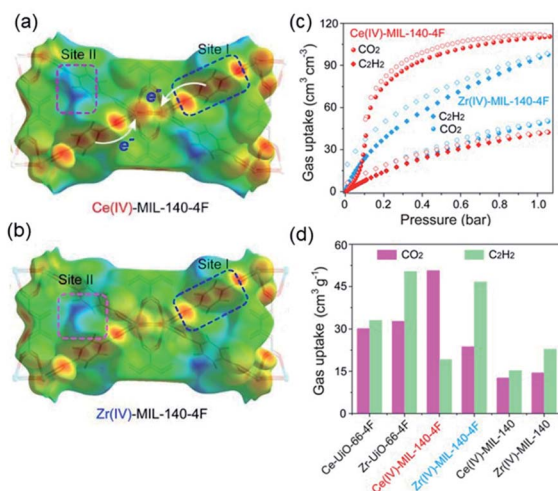 (a)
Site II
Site I
e-
e-
Ce(IV)-MIL-140-4F
(b)
Site II
Site I
Zr(IV)-MIL-140-4F
(c)
Gas uptake (cm³ cm⁻³)
120
90
60
30
0
Ce(IV)-MIL-140-4F
CO₂
C₂H₂
Zr(IV)-MIL-140-4F
C₂H₂
CO₂
0.0 0.2 0.4 0.6 0.8 1.0
Pressure (bar)
(d)
Gas uptake (cm³ g⁻¹)
60
45
30
15
0
CO₂ C₂H₂
Ce-UiO-66-4F
Zr-UiO-66-4F
Ce(IV)-MIL-140-4F
Zr(IV)-MIL-140-4F
Ce(IV)-MIL-140
Zr(IV)-MIL-140